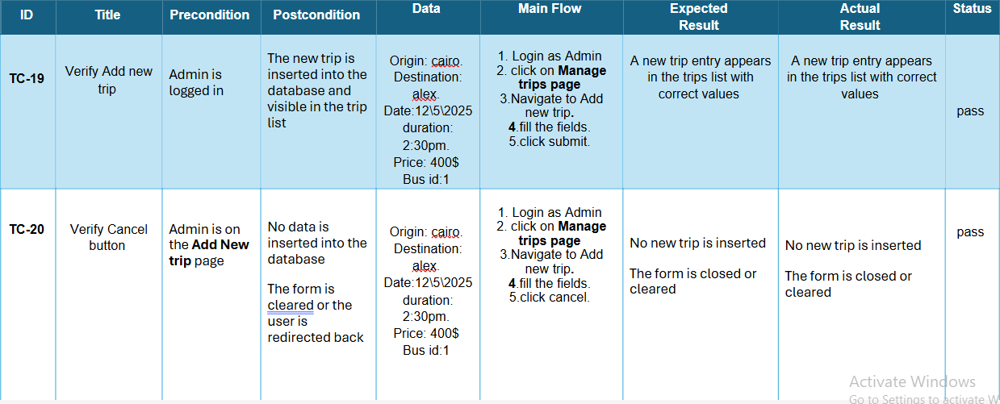 ID Title Precondition Postcondition Data Main Flow Expected Result Actual Result Status
TC-19
Verify Add new
trip
Admin is
logged in
The new trip is
inserted into the
database and
visible in the trip
list
Origin: cairo.
Destination:
alex.
Date:12\5\2025
duration:
2:30pm.
Price: 400$
Bus id:1
1. Login as Admin
2. click on Manage
trips page
3.Navigate to Add
new trip.
4.fill the fields.
5.click submit.
A new trip entry appears
in the trips list with
correct values
A new trip entry appears
in the trips list with correct
values
pass
TC-20
Verify Cancel
button
Admin is on
the Add New
trip page
No data is
inserted into the
database
The form is
cleared or the
user is
redirected back
Origin: cairo.
Destination:
alex.
Date:12\5\2025
duration:
2:30pm.
Price: 400$
Bus id:1
1. Login as Admin
2. click on Manage
trips page
3.Navigate to Add
new trip.
4.fill the fields.
5.click cancel.
No new trip is inserted
The form is closed or
cleared
No new trip is inserted
The form is closed or
cleared
pass
Activate Windows
Go to Settings to activate W